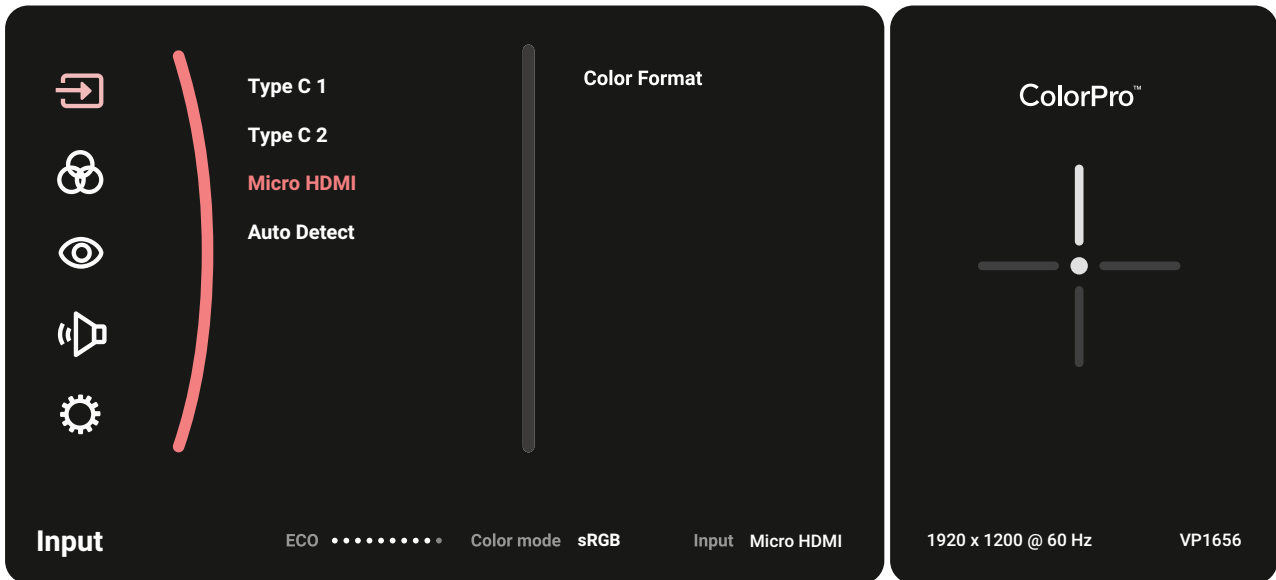 Type C 1
Type C 2
Micro HDMI
Auto Detect
Color Format
Input
ECO
Color mode sRGB
Input Micro HDMI
ColorPro™
1920 x 1200 @ 60 Hz
VP1656